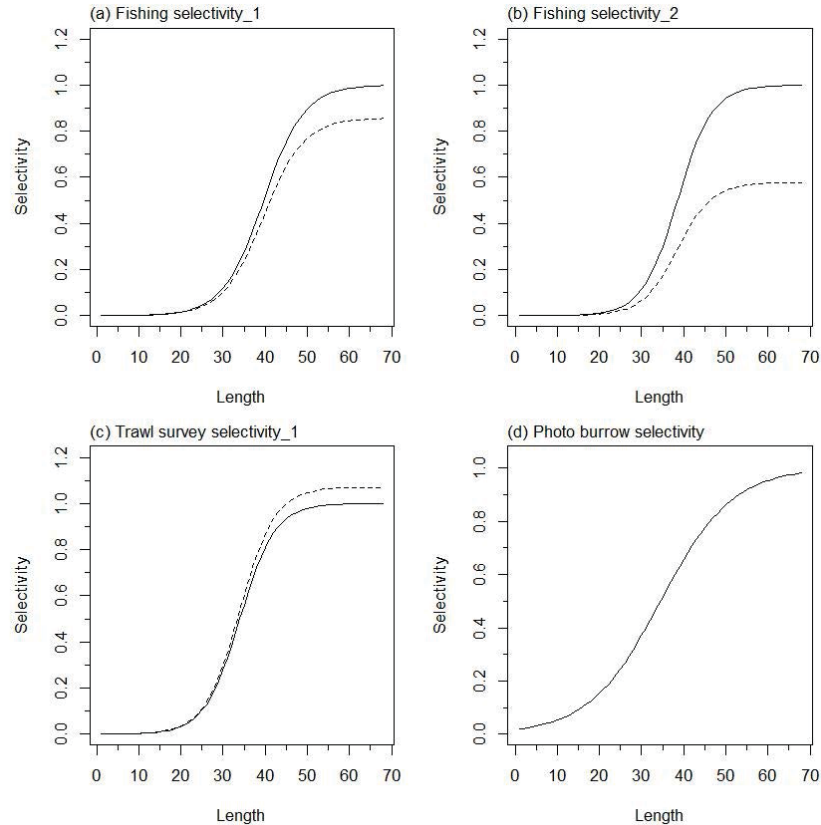 (a) Fishing selectivity_1
1.2
1.0
0.8
0.6
0.4
0.2
0.0
Selectivity
0 10 20 30 40 50 60 70
Length
(b) Fishing selectivity_2
1.2
1.0
0.8
0.6
0.4
0.2
0.0
Selectivity
0 10 20 30 40 50 60 70
Length
(c) Trawl survey selectivity_1
1.2
1.0
0.8
0.6
0.4
0.2
0.0
Selectivity
0 10 20 30 40 50 60 70
Length
(d) Photo burrow selectivity
1.0
0.8
0.6
0.4
0.2
0.0
Selectivity
0 10 20 30 40 50 60 70
Length